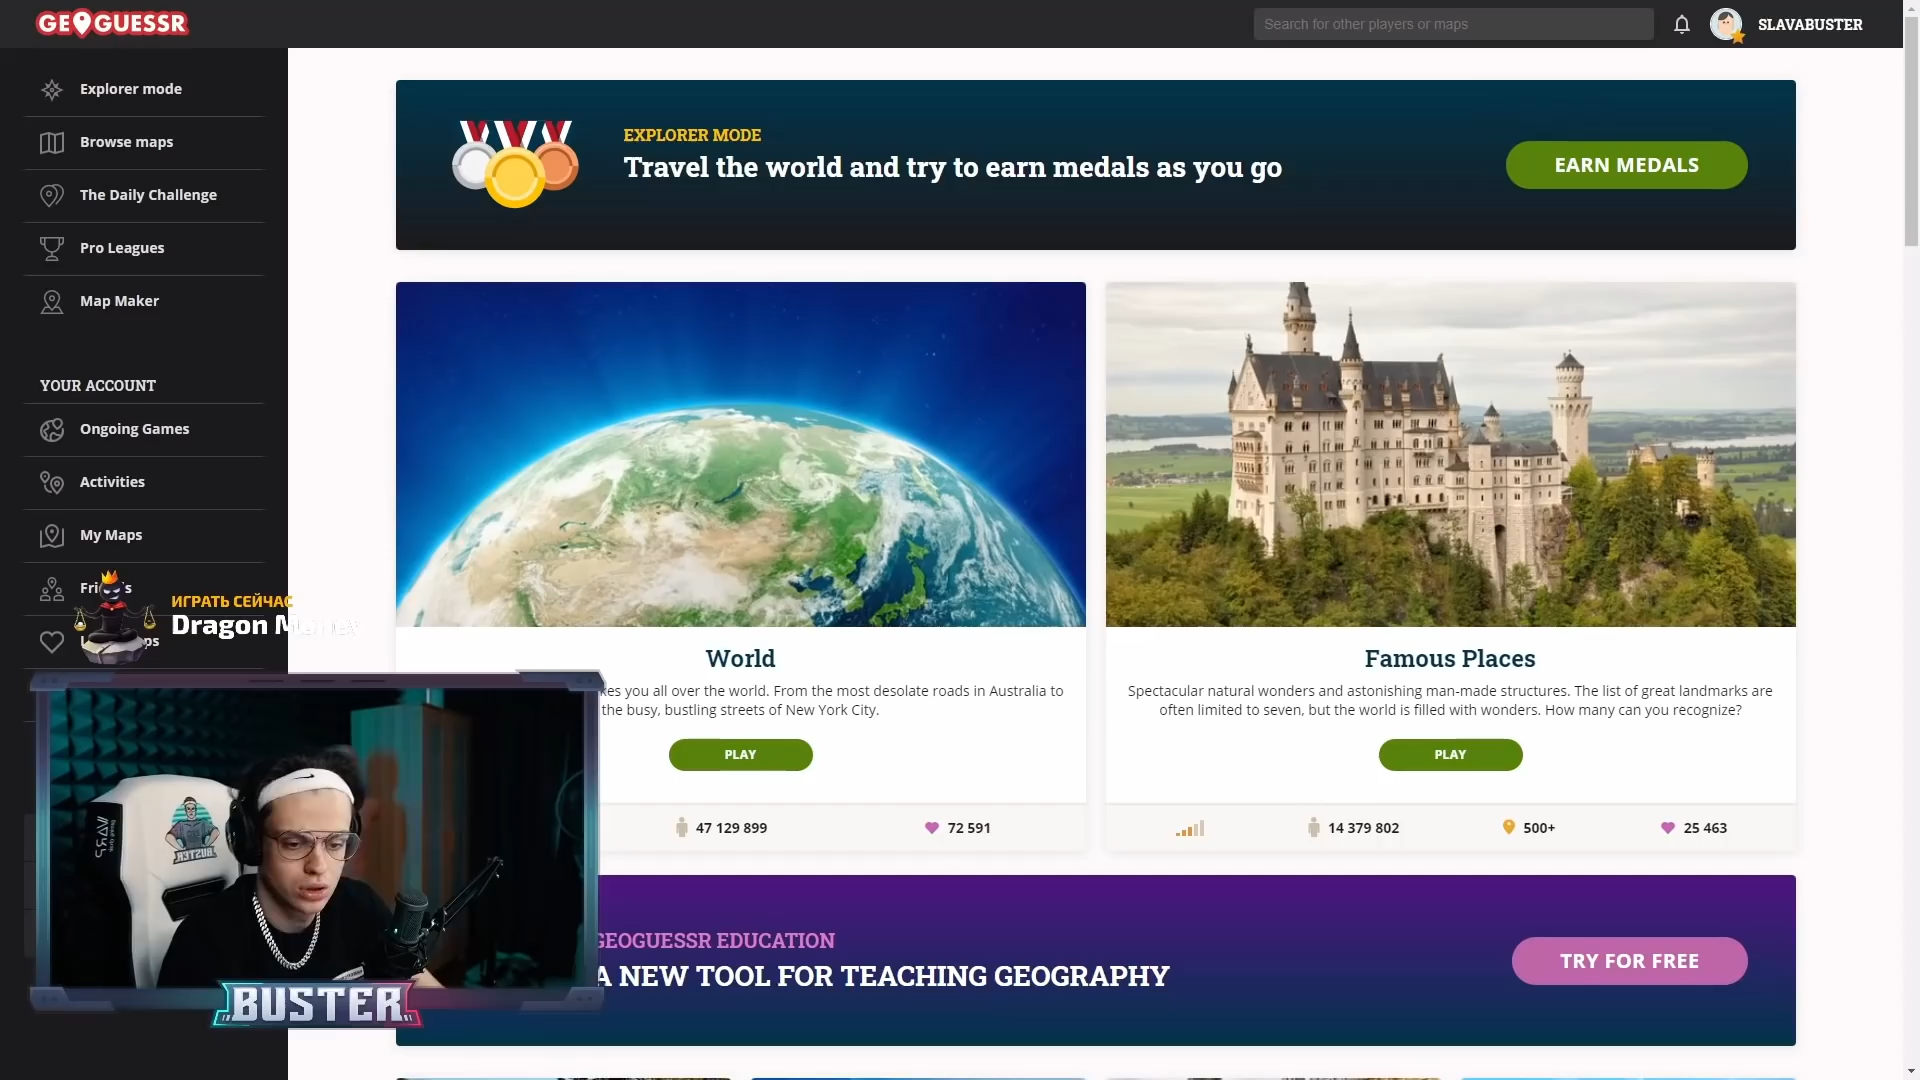 GEOGUESSR
Search for other players or maps
SLAVABUSTER
Explorer mode
Browse maps
The Daily Challenge
Pro Leagues
Map Maker
YOUR ACCOUNT
Ongoing Games
Activities
My Maps
ИГРАТЬ СЕЙЧАС
Dragon Money
EXPLORER MODE
Travel the world and try to earn medals as you go
EARN MEDALS
World
you all over the world. From the most desolate roads in Australia to
the busy, bustling streets of New York City.
PLAY
47 129 899
72 591
Famous Places
Spectacular natural wonders and astonishing man-made structures. The list of great landmarks are
often limited to seven, but the world is filled with wonders. How many can you recognize?
PLAY
14 379 802
500+
25 463
GEOGUESSR EDUCATION
A NEW TOOL FOR TEACHING GEOGRAPHY
TRY FOR FREE
BUSTER